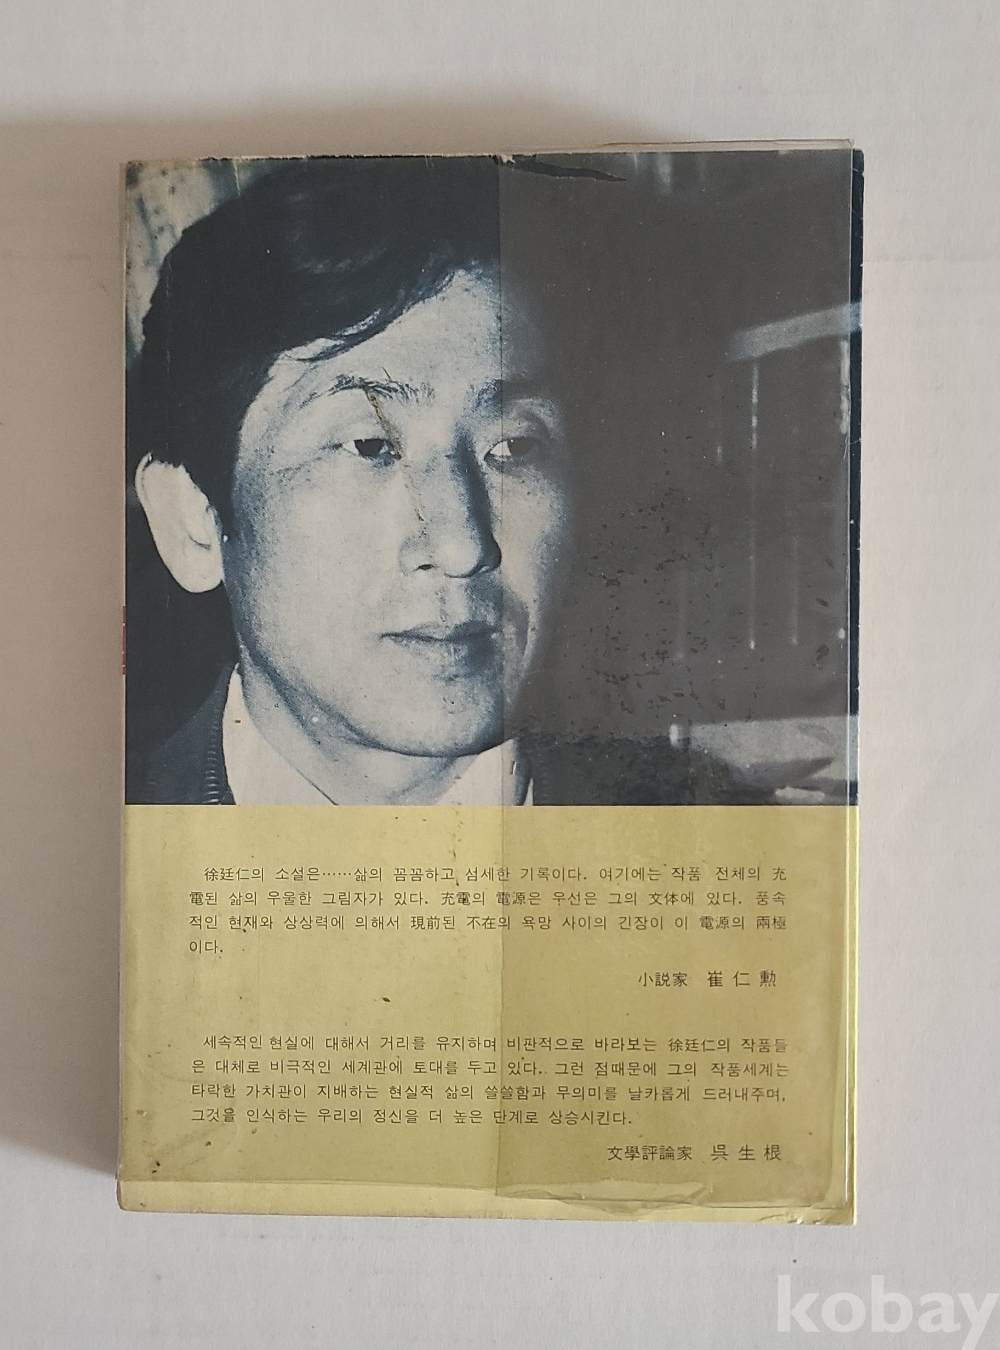 徐廷仁의 소설은……삶의 꼼꼼하고 섬세한 기록이다. 여기에는 작품 전체의 充
電된 삶의 우울한 그림자가 있다. 充電의 電源은 우선은 그의 文体에 있다. 풍속
적인 현재와 상상력에 의해서 現前된 不在의 욕망 사이의 긴장이 이 電源의 兩極
이다.
小説家 崔仁勲
세속적인 현실에 대해서 거리를 유지하며 비판적으로 바라보는 徐廷仁의 작품들
은 대체로 비극적인 세계관에 토대를 두고 있다. 그런 점때문에 그의 작품세계는
타락한 가치관이 지배하는 현실적 삶의 쓸쓸함과 무의미를 날카롭게 드러내주며,
그것을 인식하는 우리의 정신을 더 높은 단계로 상승시킨다.
文學評論家 呉生根
kobay